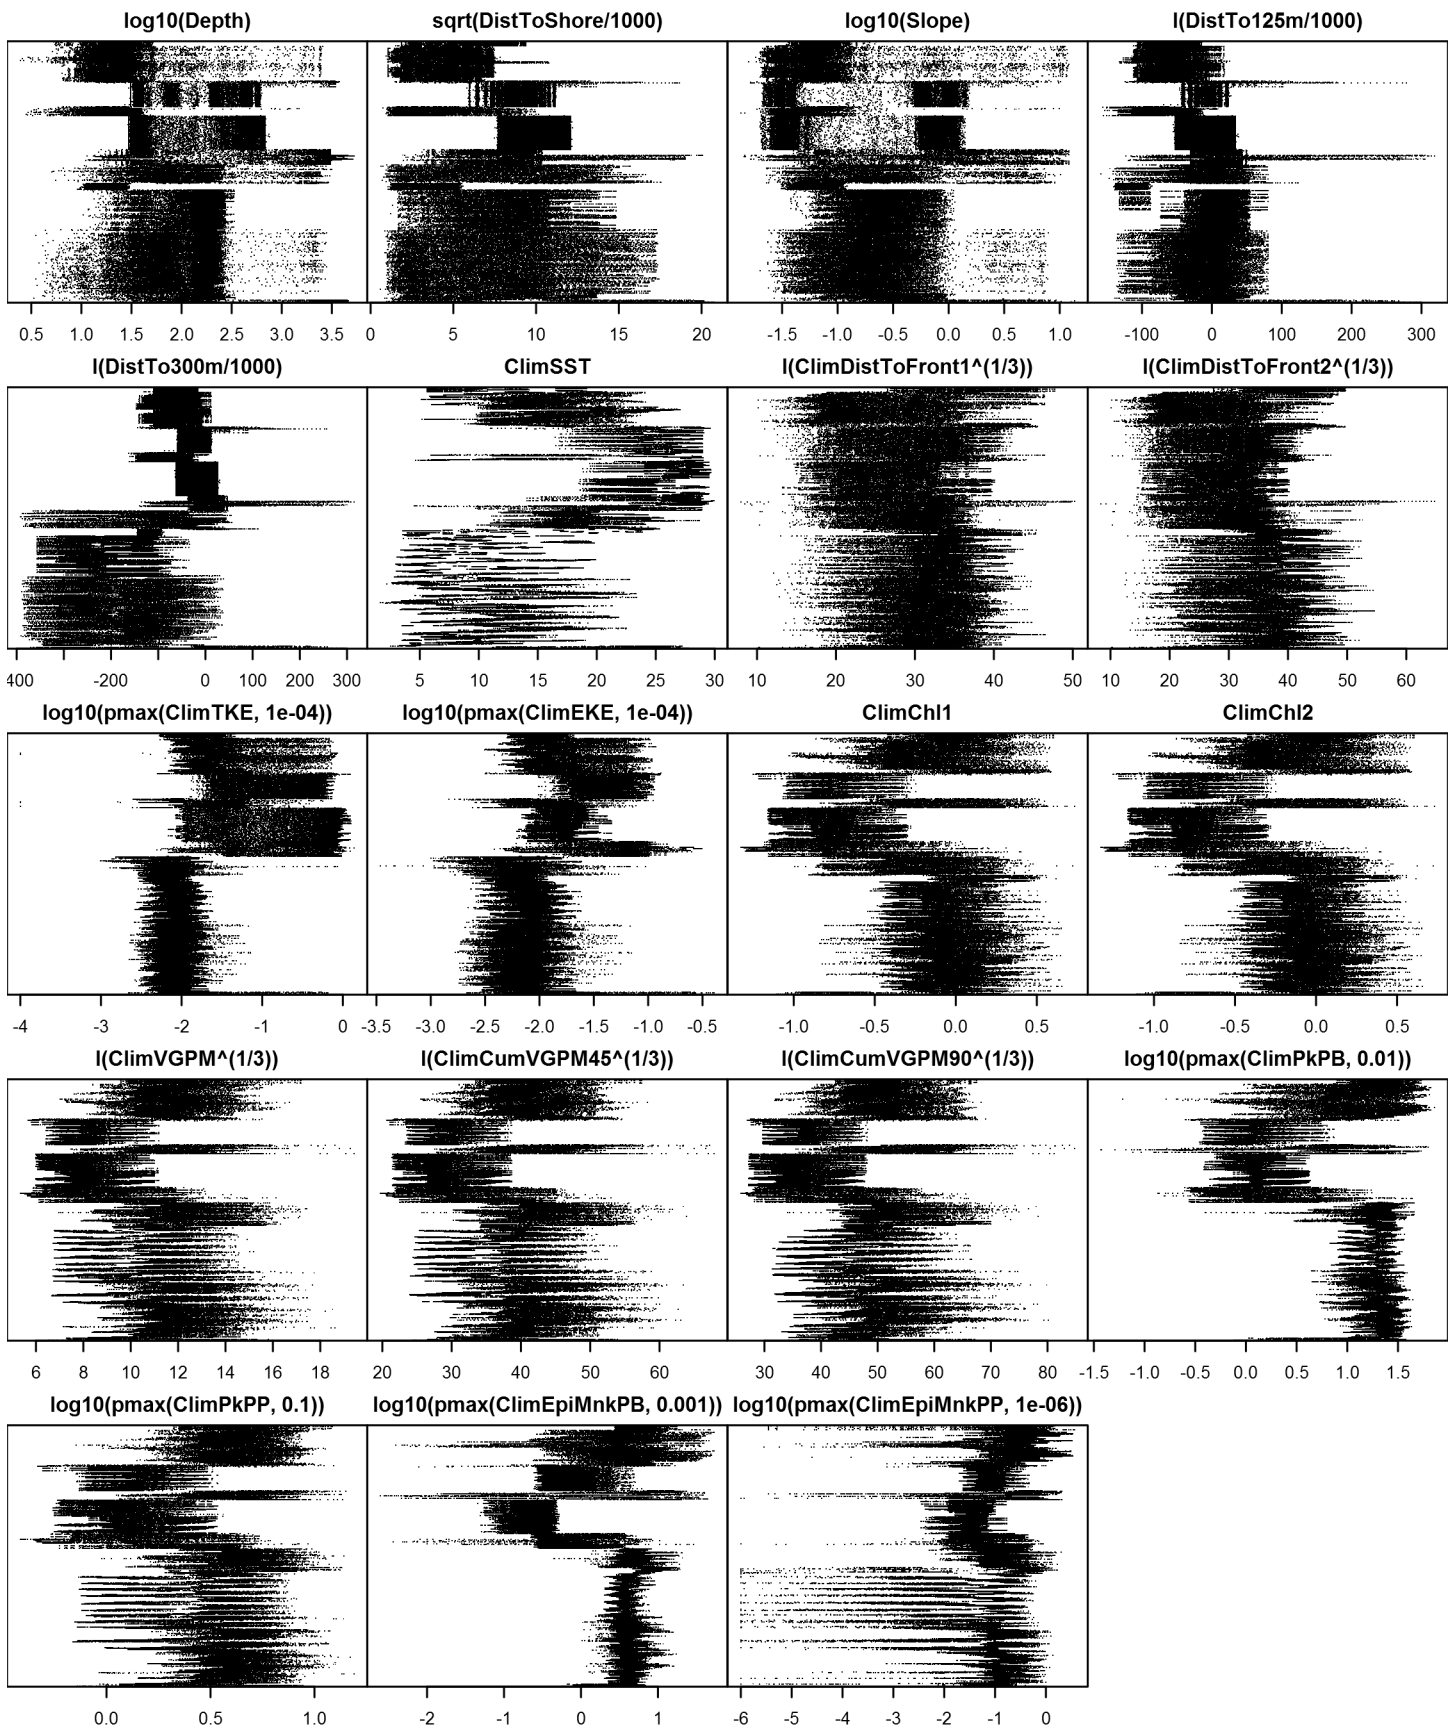 log10(Depth) sqrt(DistToShore/1000) log10(Slope) I(DistTo125m/1000)
0.5 1.0 1.5 2.0 2.5 3.0 3.5 0 5 10 15 20 -1.5 -1.0 -0.5 0.0 0.5 1.0 -100 0 100 200 300
I(DistTo300m/1000) ClimSST I(ClimDistToFront1^(1/3)) I(ClimDistToFront2^(1/3))
400 -200 0 100 200 300 5 10 15 20 25 30 10 20 30 40 50 10 20 30 40 50 60
log10(pmax(ClimTKE, 1e-04)) log10(pmax(ClimEKE, 1e-04)) ClimChl1 ClimChl2
-4 -3 -2 -1 0 -3.5 -3.0 -2.5 -2.0 -1.5 -1.0 -0.5 -1.0 -0.5 0.0 0.5 -1.0 -0.5 0.0 0.5
I(ClimVGPM^(1/3)) I(ClimCumVGPM45^(1/3)) I(ClimCumVGPM90^(1/3)) log10(pmax(ClimPkPB, 0.01))
6 8 10 12 14 16 18 20 30 40 50 60 30 40 50 60 70 80 -1.5 -1.0 -0.5 0.0 0.5 1.0 1.5
log10(pmax(ClimPkPP, 0.1)) log10(pmax(ClimEpiMnkPB, 0.001)) log10(pmax(ClimEpiMnkPP, 1e-06))
0.0 0.5 1.0 -2 -1 0 1 -6 -5 -4 -3 -2 -1 0